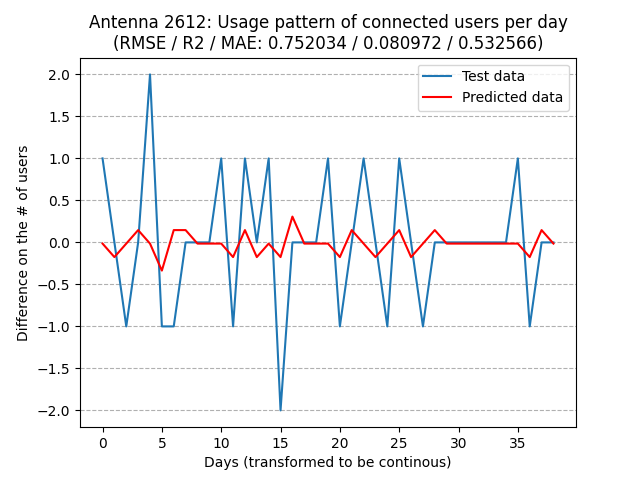 Antenna 2612: Usage pattern of connected users per day
(RMSE / R2 / MAE: 0.752034 / 0.080972 / 0.532566)
Test data
Predicted data
2.0
1.5
1.0
0.5
0.0
−0.5
−1.0
−1.5
−2.0
Difference on the # of users
0 5 10 15 20 25 30 35
Days (transformed to be continous)